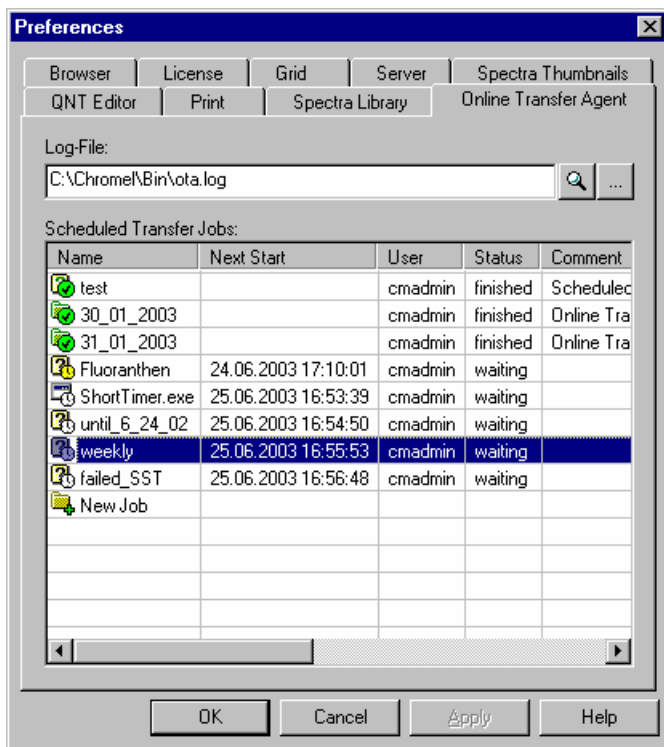 Preferences
Browser License Grid Server Spectra Thumbnails
QNT Editor Print Spectra Library Online Transfer Agent
Log-File:
C:\Chromel\Bin\ota.log ...
Scheduled Transfer Jobs:
Name Next Start User Status Comment
test cmadmin finished Scheduled
30_01_2003 cmadmin finished Online Tra
31_01_2003 cmadmin finished Online Tra
Fluoranthen 24.06.2003 17:10:01 cmadmin waiting
ShortTimer.exe 25.06.2003 16:53:39 cmadmin waiting
until_6_24_02 25.06.2003 16:54:50 cmadmin waiting
weekly 25.06.2003 16:55:53 cmadmin waiting
failed_SST 25.06.2003 16:56:48 cmadmin waiting
New Job
OK Cancel Apply Help